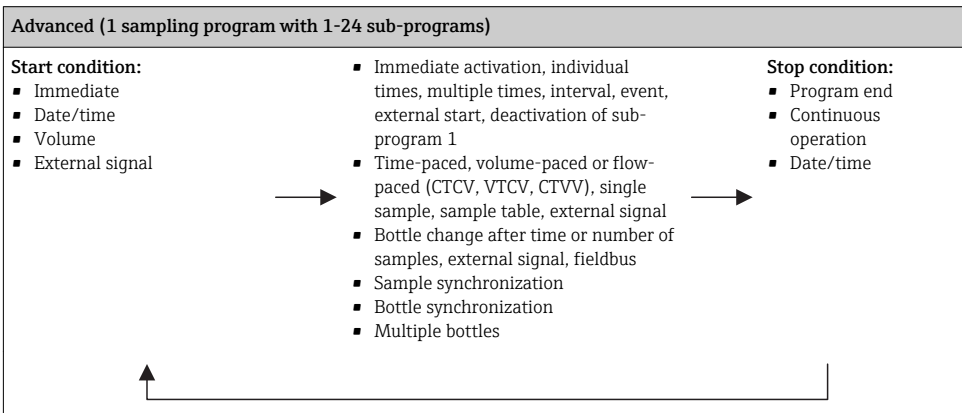 Advanced (1 sampling program with 1-24 sub-programs)
Start condition:
▪ Immediate
▪ Date/time
▪ Volume
▪ External signal
▪ Immediate activation, individual
times, multiple times, interval, event,
external start, deactivation of sub-
program 1
▪ Time-paced, volume-paced or flow-
paced (CTCV, VTCV, CTVV), single
sample, sample table, external signal
▪ Bottle change after time or number of
samples, external signal, fieldbus
▪ Sample synchronization
▪ Bottle synchronization
▪ Multiple bottles
Stop condition:
▪ Program end
▪ Continuous
operation
▪ Date/time